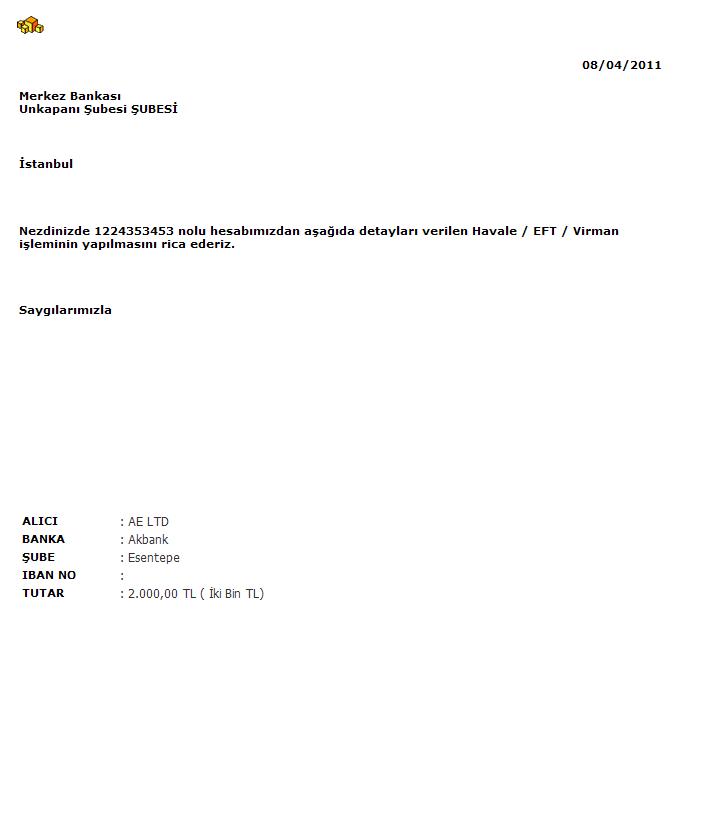 08/04/2011
Merkez Bankası
Unkapanı Şubesi ŞUBESİ
İstanbul
Nezdinizde 1224353453 nolu hesabımızdan aşağıda detayları verilen Havale / EFT / Virman
işleminin yapılmasını rica ederiz.
Saygılarımızla
ALICI : AE LTD
BANKA : Akbank
ŞUBE : Esentepe
IBAN NO :
TUTAR : 2.000,00 TL ( İki Bin TL)